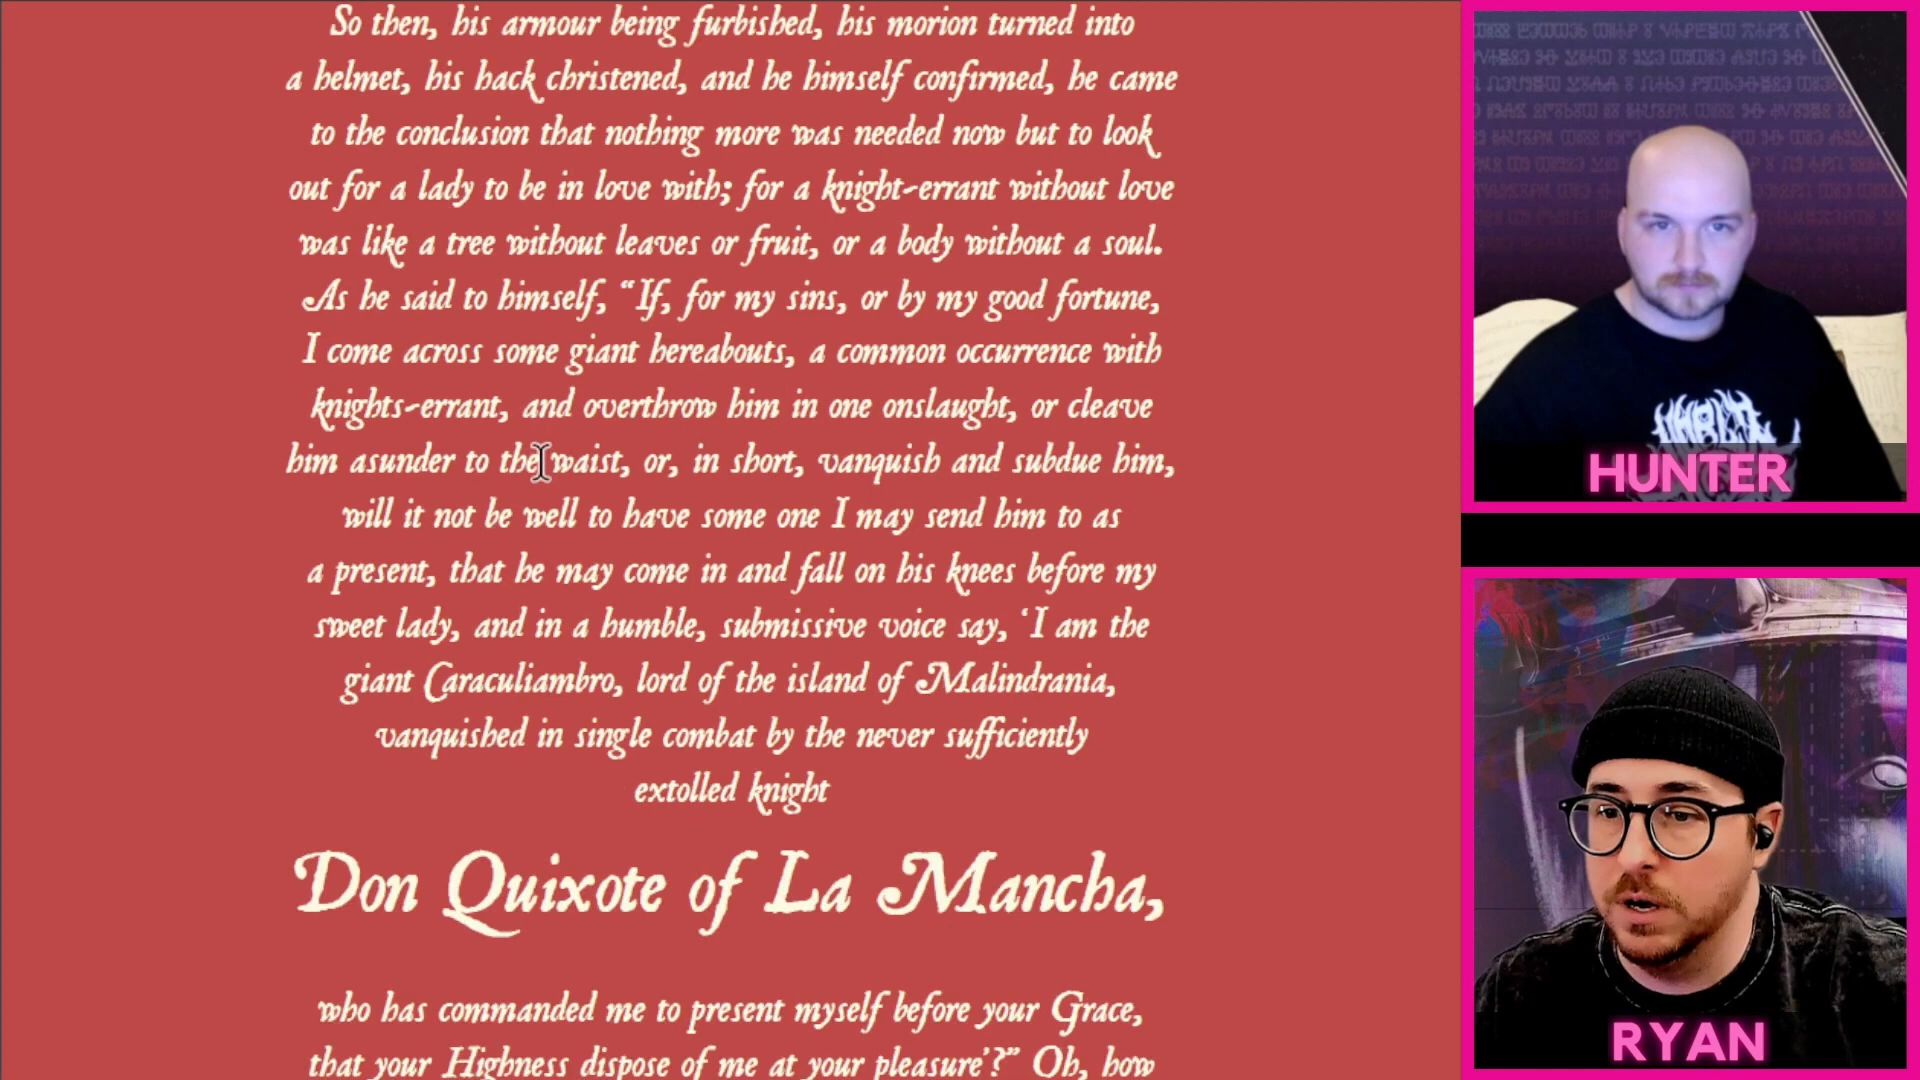 So then, his armour being furbished, his morion turned into
a helmet, his hack christened, and he himself confirmed, he came
to the conclusion that nothing more was needed now but to look
out for a lady to be in love with; for a knight-errant without love
was like a tree without leaves or fruit, or a body without a soul.
As he said to himself, “If, for my sins, or by my good fortune,
I come across some giant hereabouts, a common occurrence with
knights-errant, and overthrow him in one onslaught, or cleave
him asunder to the waist, or, in short, vanquish and subdue him,
will it not be well to have some one I may send him to as
a present, that he may come in and fall on his knees before my
sweet lady, and in a humble, submissive voice say, ‘I am the
giant Caraculiambro, lord of the island of Malindrania,
vanquished in single combat by the never sufficiently
extolled knight
Don Quixote of La Mancha,
who has commanded me to present myself before your Grace,
that your Highness dispose of me at your pleasure’?” Oh, how
HUNTER
RYAN